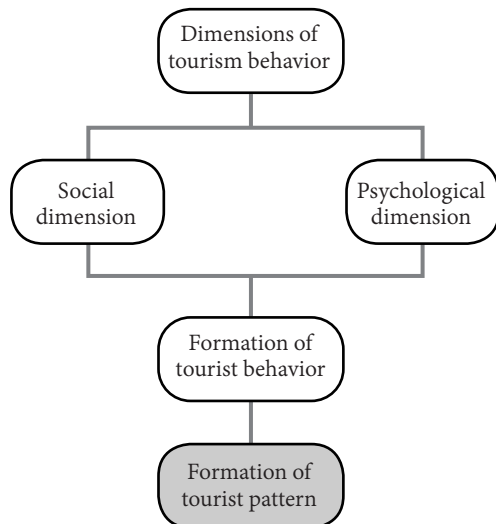 Dimensions of
tourism behavior
Social
dimension
Psychological
dimension
Formation of
tourist behavior
Formation of
tourist pattern